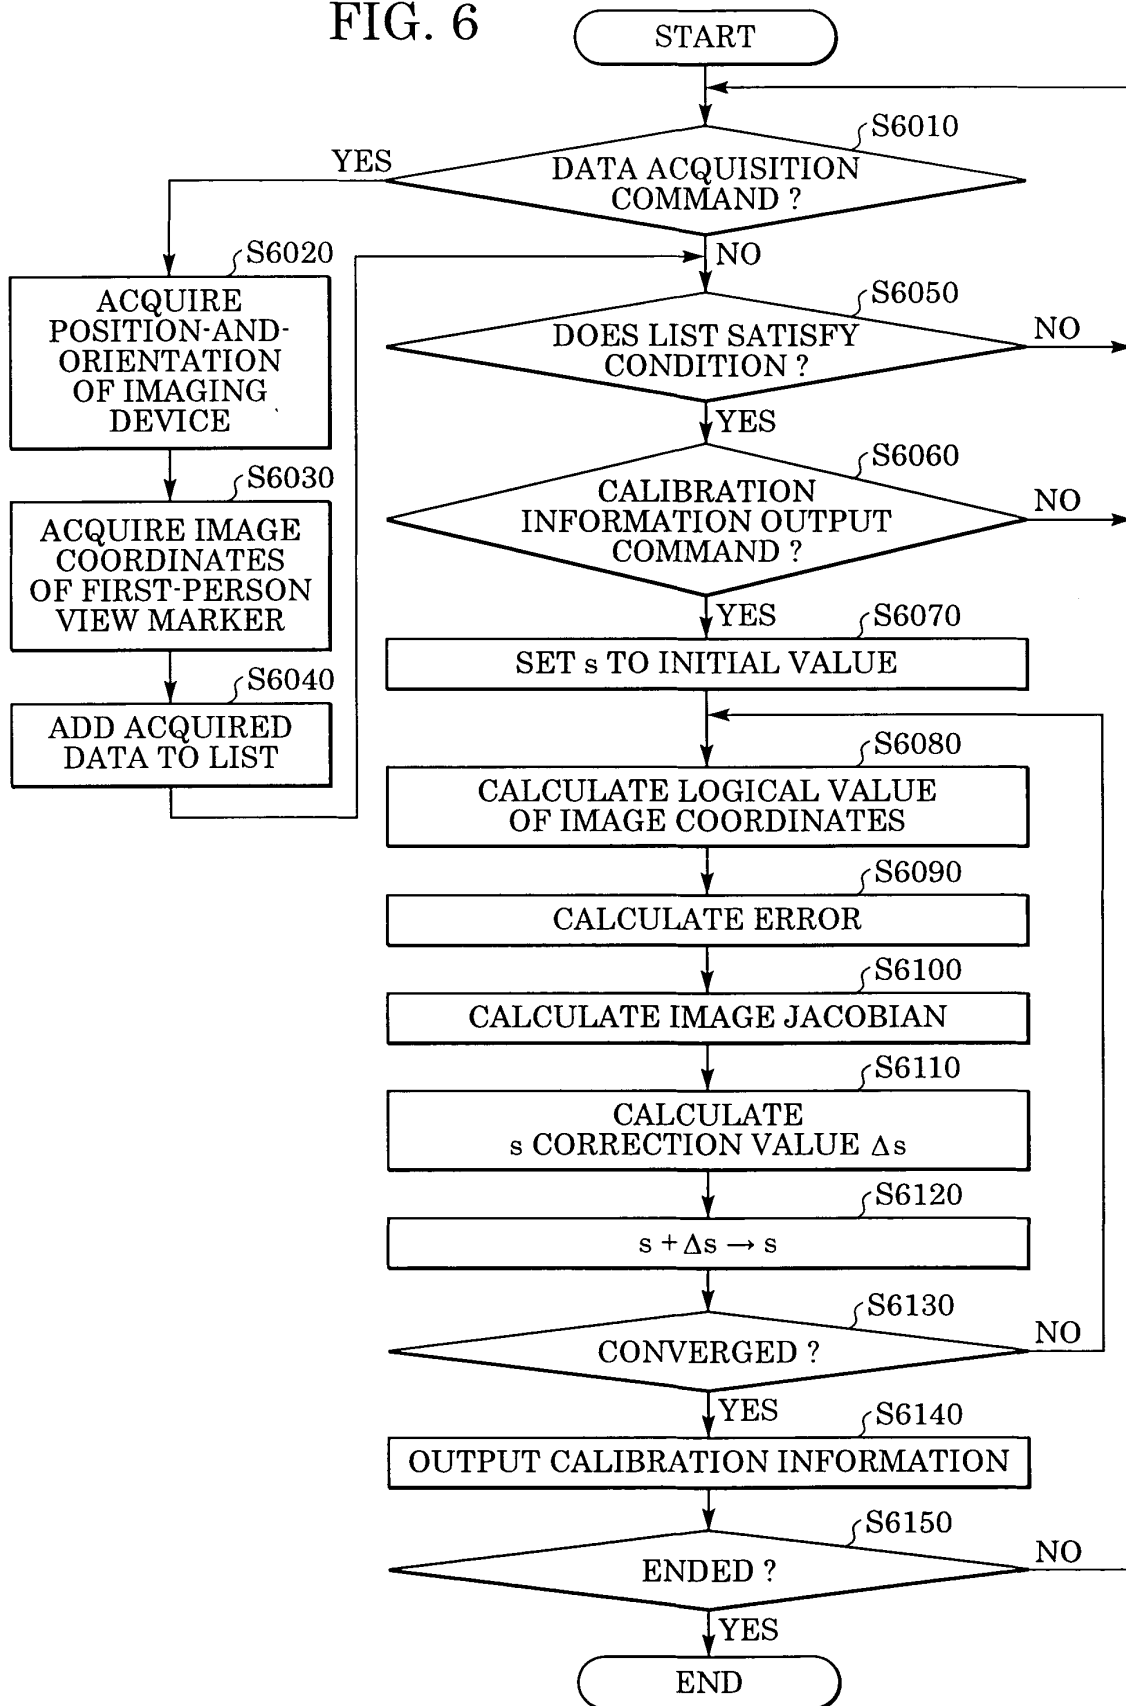 FIG. 6
START
S6010
YES
DATA ACQUISITION
COMMAND ?
NO
S6020
ACQUIRE
POSITION-AND-
ORIENTATION
OF IMAGING
DEVICE
S6030
ACQUIRE IMAGE
COORDINATES
OF FIRST-PERSON
VIEW MARKER
S6040
ADD ACQUIRED
DATA TO LIST
S6050
DOES LIST SATISFY
CONDITION ?
NO
YES
S6060
CALIBRATION
INFORMATION OUTPUT
COMMAND ?
NO
YES
S6070
SET s TO INITIAL VALUE
S6080
CALCULATE LOGICAL VALUE
OF IMAGE COORDINATES
S6090
CALCULATE ERROR
S6100
CALCULATE IMAGE JACOBIAN
S6110
CALCULATE
s CORRECTION VALUE Δs
S6120
s + Δs → s
S6130
CONVERGED ?
NO
YES
S6140
OUTPUT CALIBRATION INFORMATION
S6150
ENDED ?
NO
YES
END